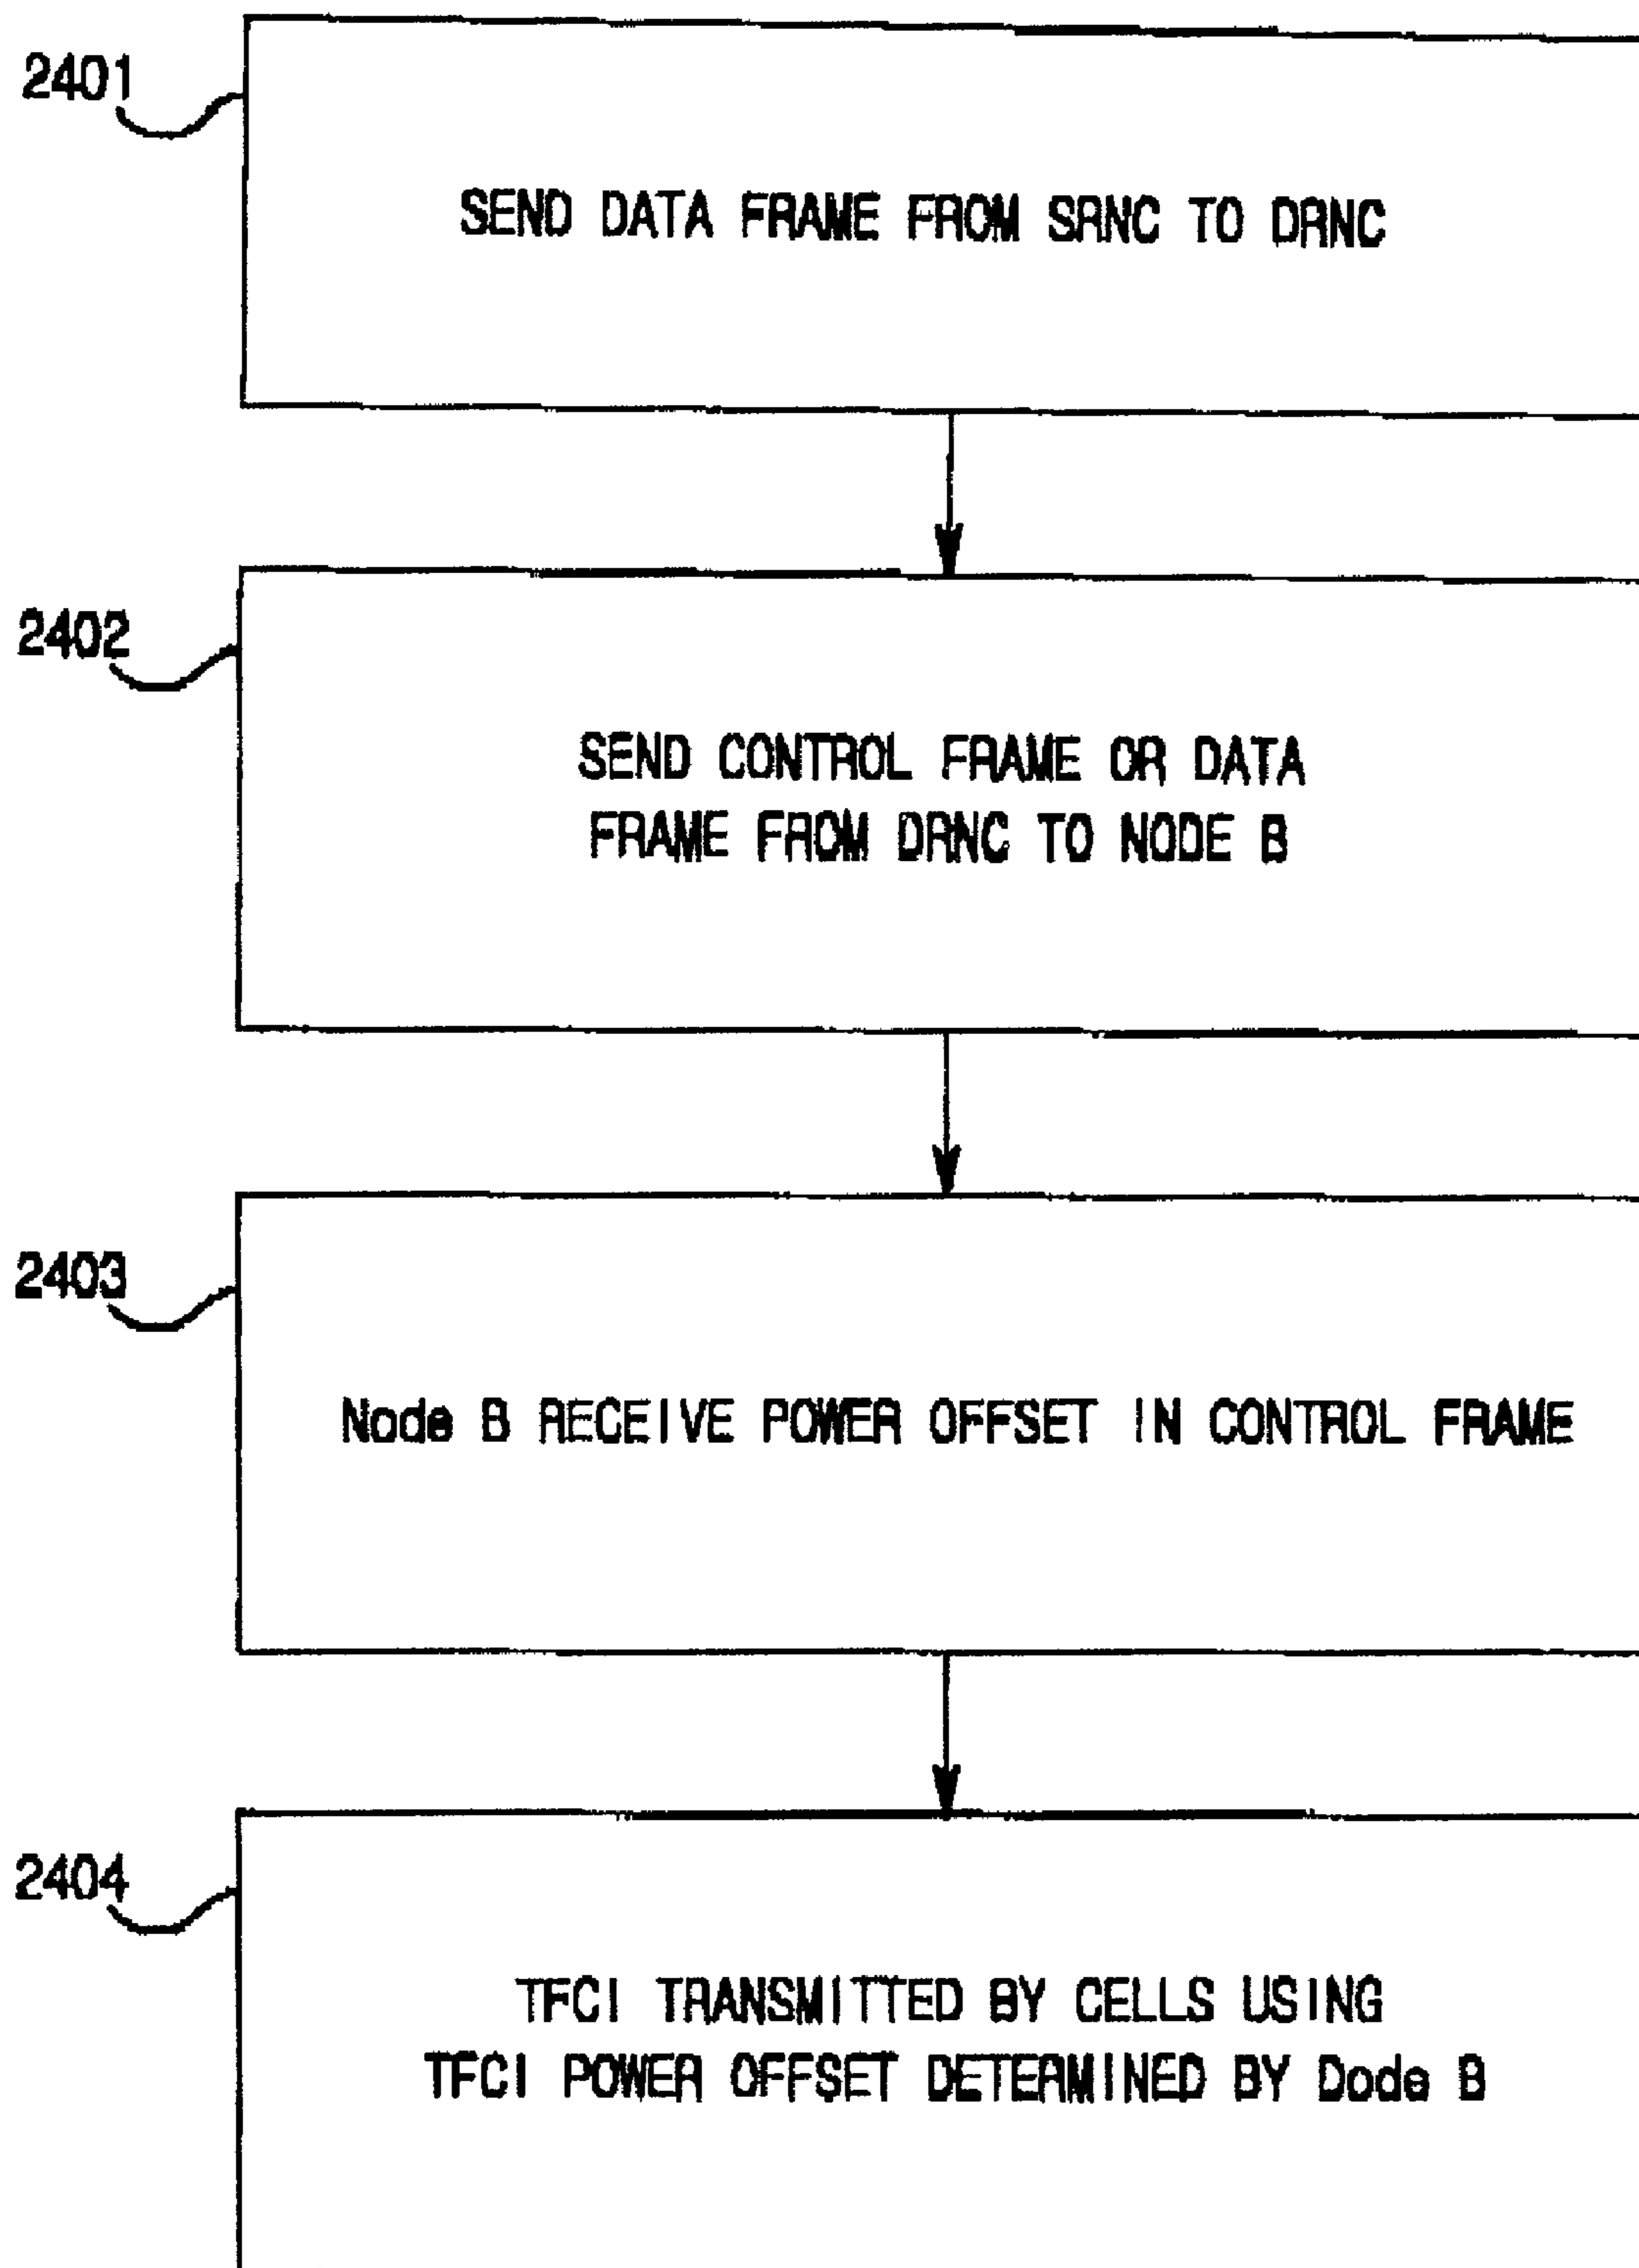 2401
SEND DATA FRAME FROM SRNC TO DRNC
2402
SEND CONTROL FRAME OR DATA
FRAME FROM DRNC TO NODE B
2403
Node B RECEIVE POWER OFFSET IN CONTROL FRAME
2404
TFCI TRANSMITTED BY CELLS USING
TFCI POWER OFFSET DETERMINED BY Dode B